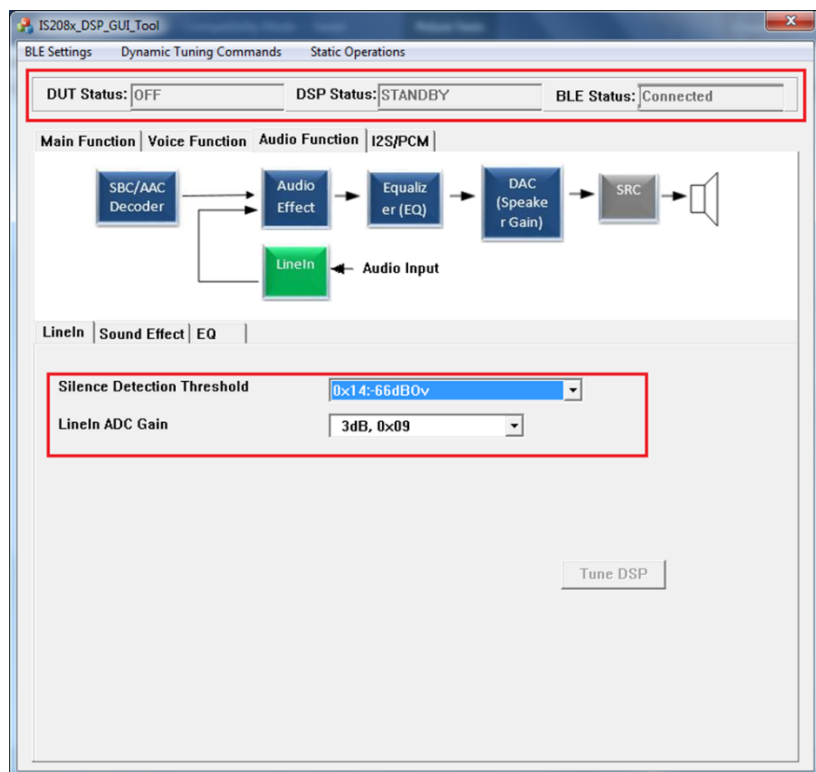 IS208x_DSP_GUI_Tool
BLE Settings Dynamic Tuning Commands Static Operations
DUT Status: OFF DSP Status: STANDBY BLE Status: Connected
Main Function Voice Function Audio Function I2S/PCM
SBC/AAC
Decoder
Audio
Effect
Equaliz
er (EQ)
DAC
(Speake
r Gain)
SRC
LineIn
Audio Input
LineIn Sound Effect EQ
Silence Detection Threshold 0x14:-66dBOv
LineIn ADC Gain 3dB, 0x09
Tune DSP